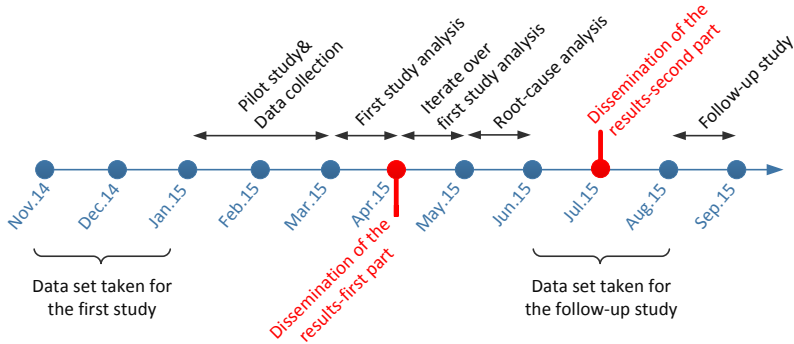 Pilot study&
Data collection
First study analysis
Iterate over
first study analysis
Root-cause analysis
Dissemination of the
results-second part
Follow-up study
Nov.14
Dec.14
Jan.15
Feb.15
Mar.15
Apr.15
May.15
Jun.15
Jul.15
Aug.15
Sep.15
Data set taken for
the first study
Dissemination of the
results-first part
Data set taken for
the follow-up study